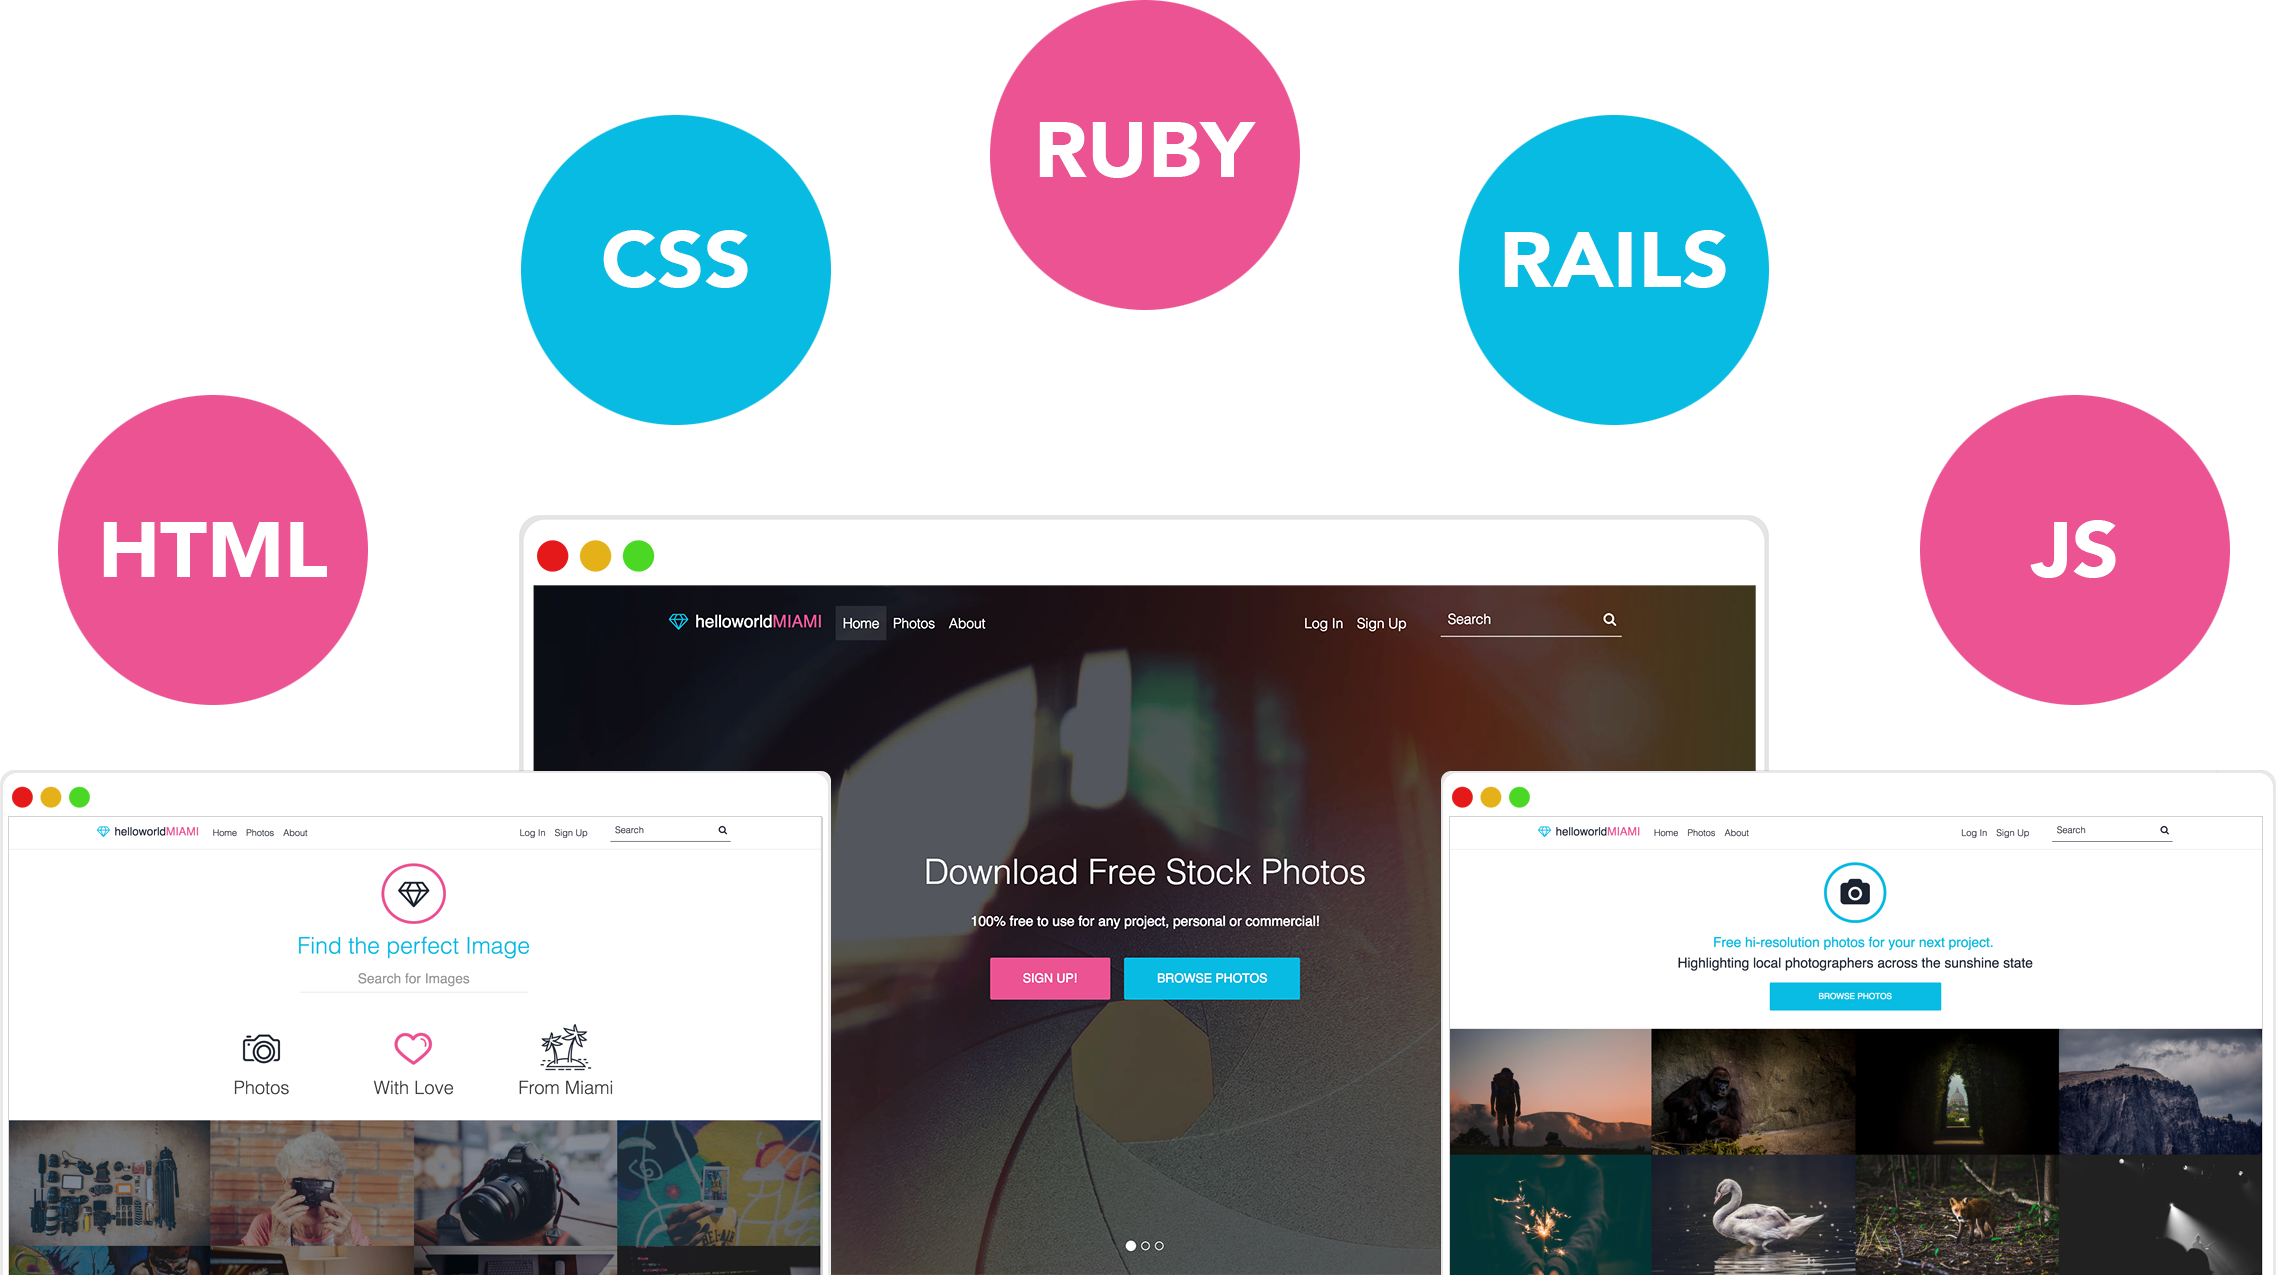 RUBY
CSS
RAILS
HTML
JS
helloworldMIAMI Home Photos About Log In Sign Up Search
Download Free Stock Photos
100% free to use for any project, personal or commercial!
SIGN UP! BROWSE PHOTOS
helloworldMIAMI Home Photos About Log In Sign Up Search
Find the perfect Image
Search for Images
Photos With Love From Miami
Canon
helloworldMIAMI Home Photos About Log In Sign Up Search
Free hi-resolution photos for your next project.
Highlighting local photographers across the sunshine state
BROWSE PHOTOS